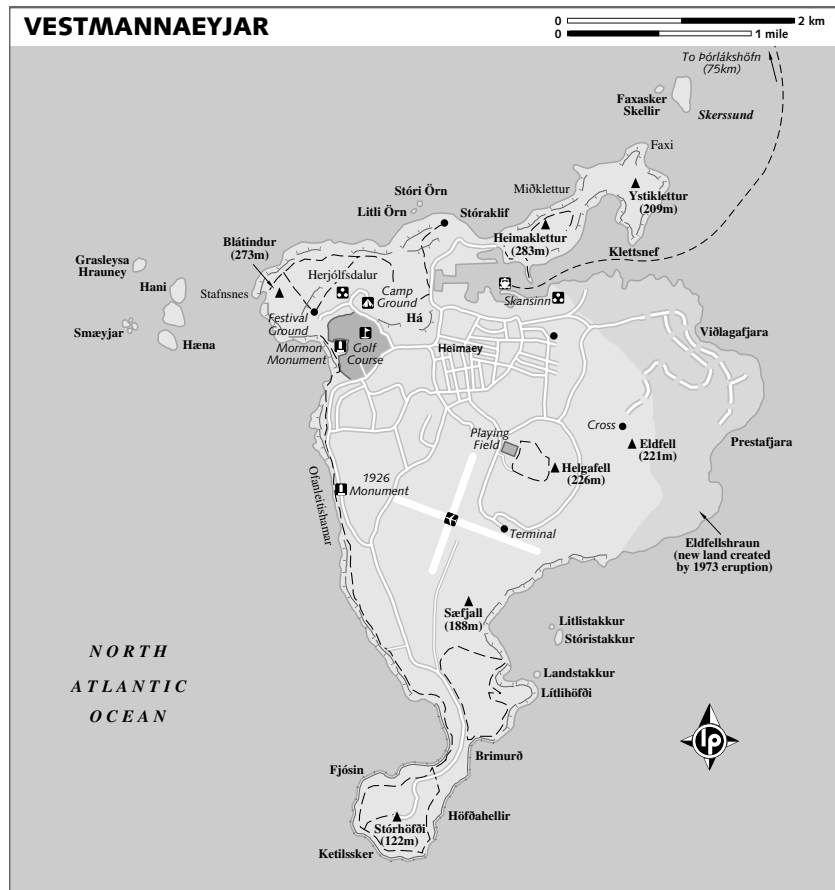 VESTMANNAEYJAR
0 2 km
0 1 mile
To Þórlákshöfn
(75km)
Faxasker
Skellir
Skerssund
Faxi
Miðklettur
Stóri Örn
Litli Örn
Stóraklif
Ystiklettur
(209m)
Heimaklettur
(283m)
Klettsnef
Blátindur
(273m)
Grasleysa
Hrauney
Hani
Stafnsnes
Herjólfsdalur
Camp
Ground
Skansinn
Smæyjar
Hæna
Festival
Ground
Há
Mormon
Monument
Golf
Course
Heimaey
Viðlagafjara
Cross
Prestafjara
Playing
Field
Eldfell
(221m)
Helgafell
(226m)
1926
Monument
Ofanleitishamar
Terminal
Eldfellshraun
(new land created
by 1973 eruption)
Sæfjall
(188m)
Litlistakkur
Stóristakkur
NORTH
ATLANTIC
OCEAN
Landstakkur
Lítlihöfði
lp
Brimurð
Fjósin
Höfðahellir
Stórhöfði
(122m)
Ketilssker